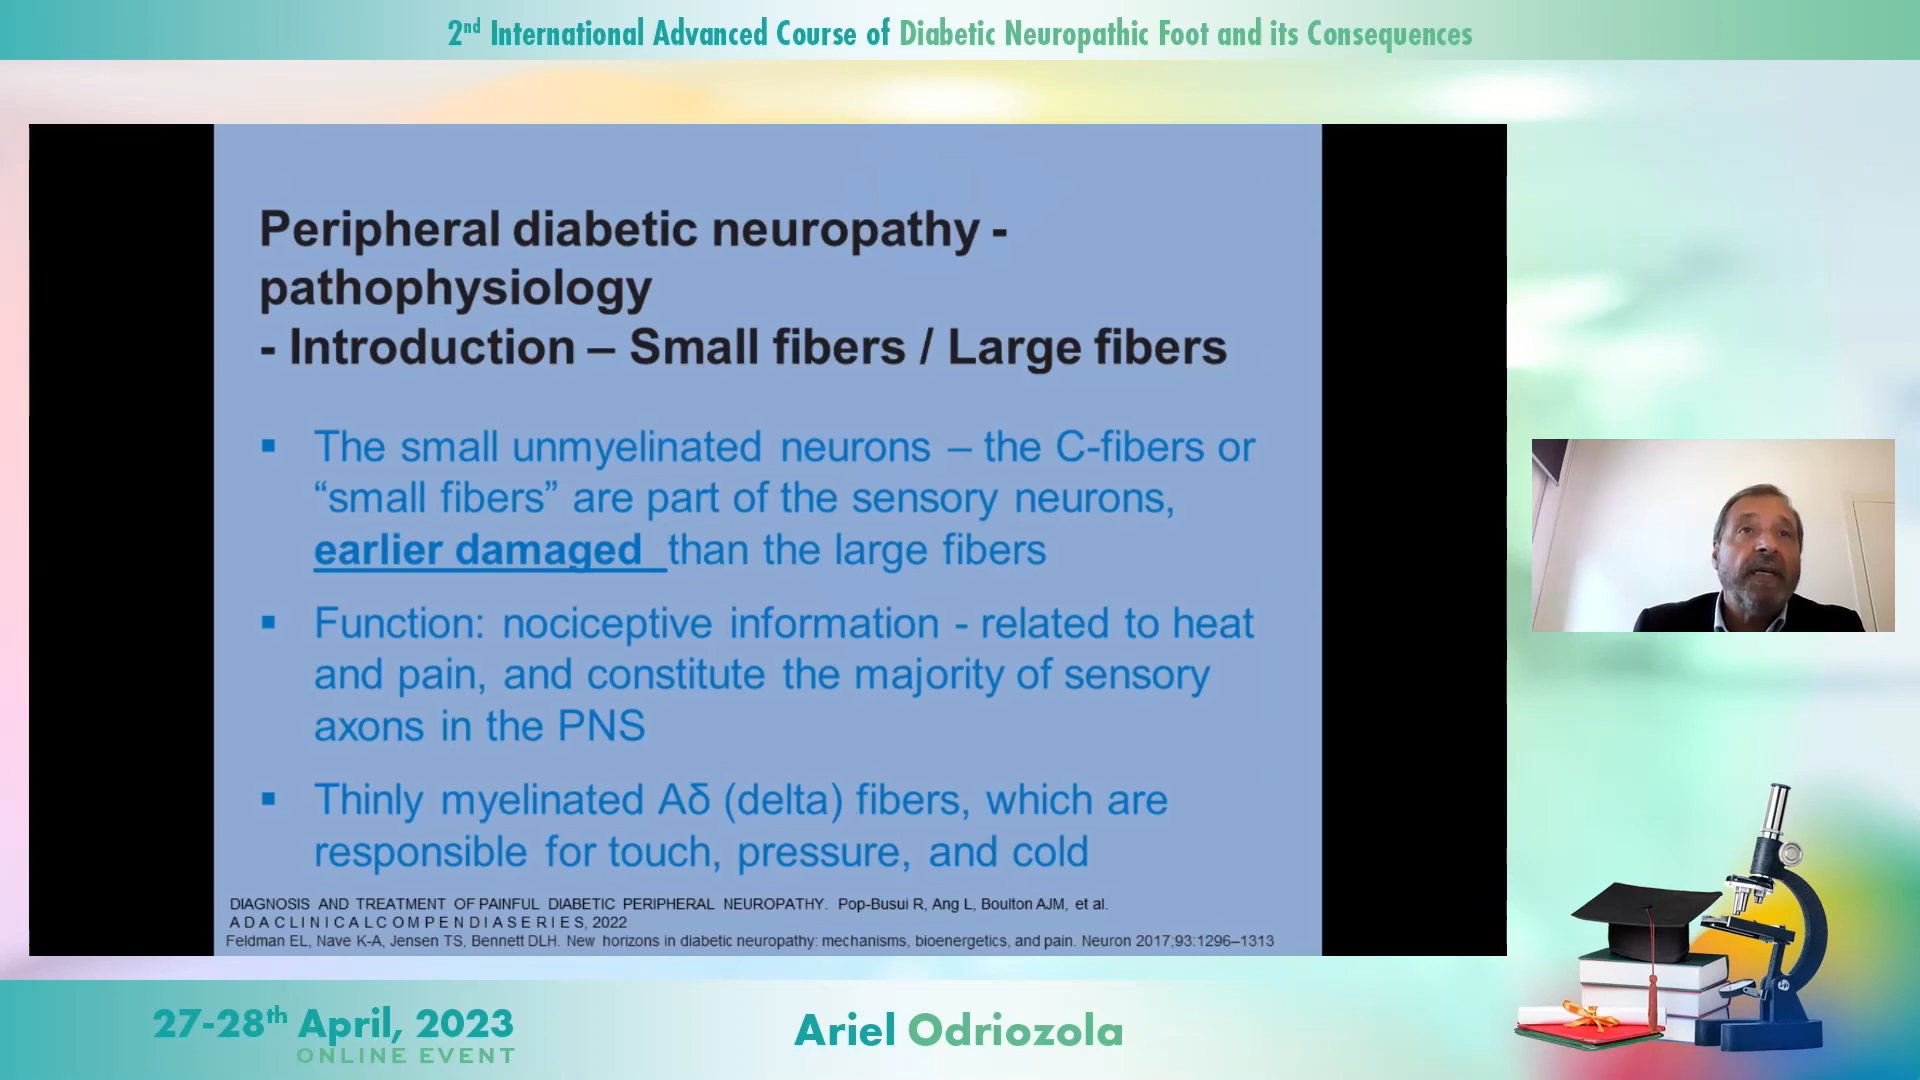 2nd International Advanced Course of Diabetic Neuropathic Foot and its Consequences
Peripheral diabetic neuropathy -
pathophysiology
- Introduction – Small fibers / Large fibers
▪ The small unmyelinated neurons – the C-fibers or
“small fibers” are part of the sensory neurons,
earlier damaged than the large fibers
▪ Function: nociceptive information - related to heat
and pain, and constitute the majority of sensory
axons in the PNS
▪ Thinly myelinated Aδ (delta) fibers, which are
responsible for touch, pressure, and cold
DIAGNOSIS AND TREATMENT OF PAINFUL DIABETIC PERIPHERAL NEUROPATHY. Pop-Busui R, Ang L, Boulton AJM, et al.
A D A C L I N I C A L C O M P E N D I A S E R I E S, 2022
Feldman EL, Nave K-A, Jensen TS, Bennett DLH. New horizons in diabetic neuropathy: mechanisms, bioenergetics, and pain. Neuron 2017;93:1296–1313
27-28th April, 2023
ONLINE EVENT
Ariel Odriozola